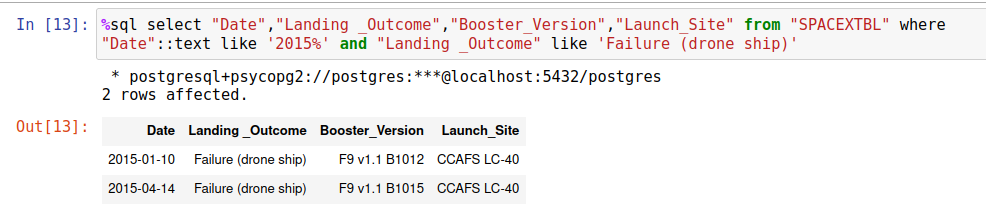 In [13]: %sql select "Date","Landing _Outcome","Booster_Version","Launch_Site" from "SPACEXTBL" where
"Date"::text like '2015%' and "Landing _Outcome" like 'Failure (drone ship)'
* postgresql+psycopg2://postgres:***@localhost:5432/postgres
2 rows affected.
Out[13]: Date Landing _Outcome Booster_Version Launch_Site
2015-01-10 Failure (drone ship) F9 v1.1 B1012 CCAFS LC-40
2015-04-14 Failure (drone ship) F9 v1.1 B1015 CCAFS LC-40